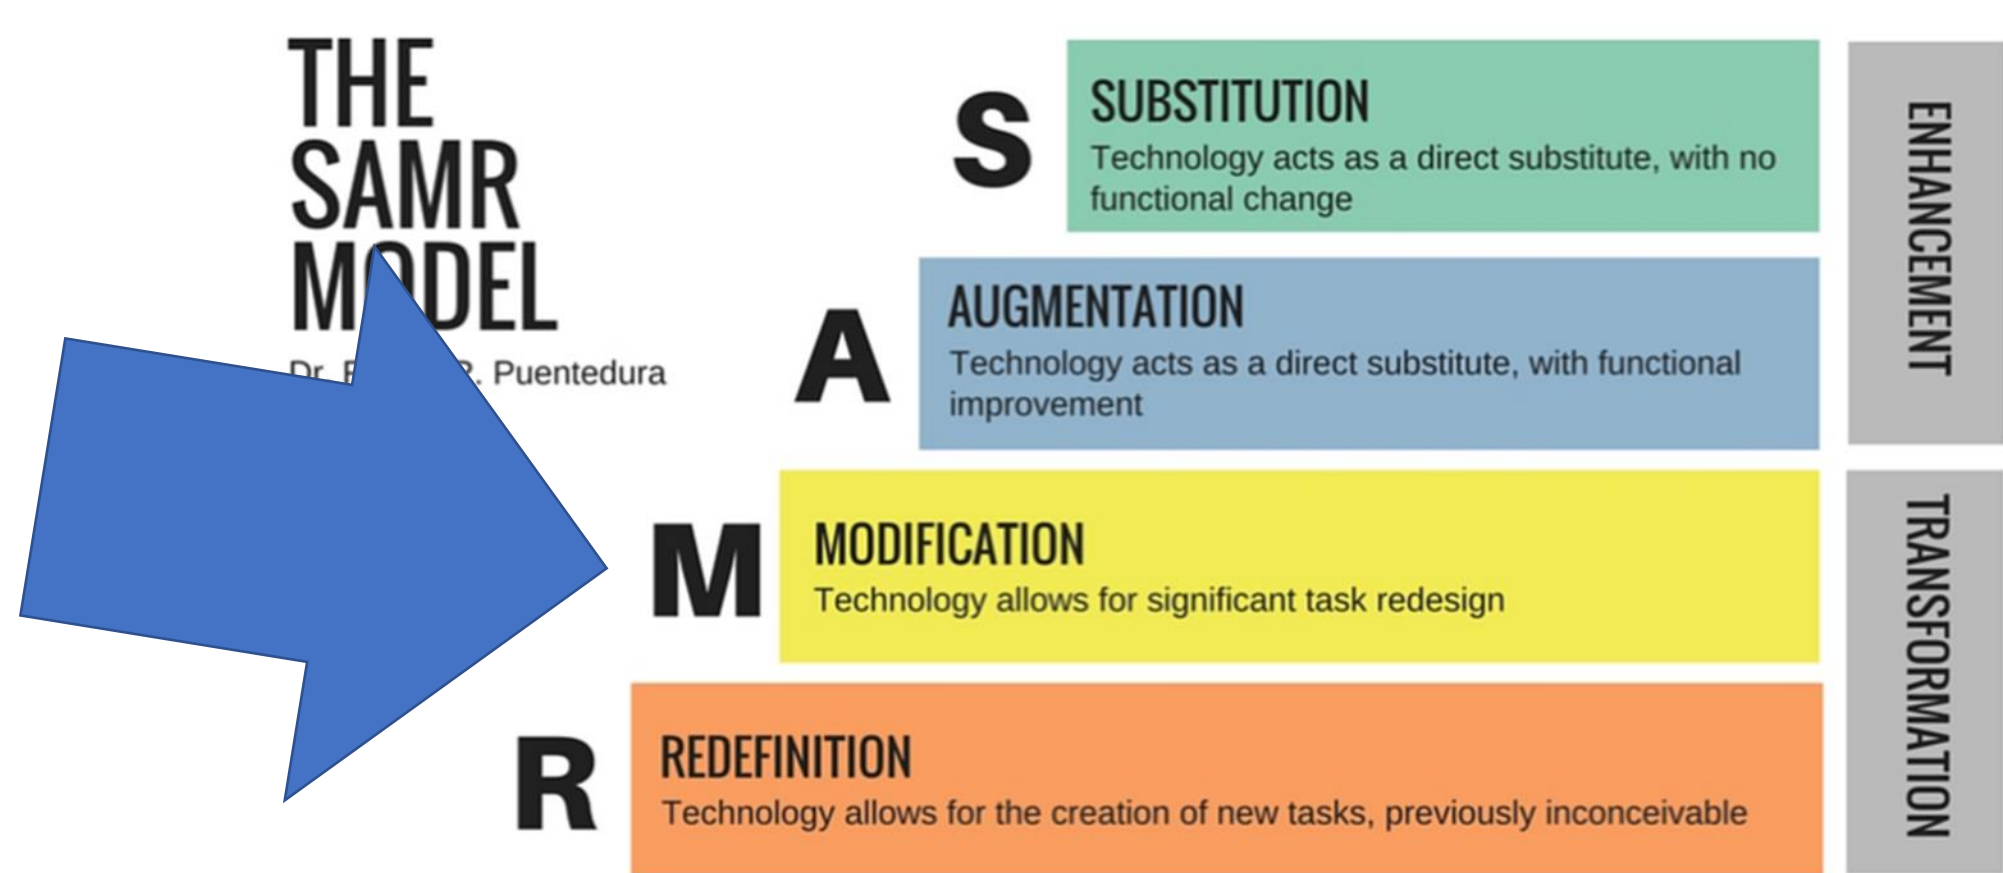 THE
SAMR
MODEL
Dr. Puentedura
S
SUBSTITUTION
Technology acts as a direct substitute, with no
functional change
A
AUGMENTATION
Technology acts as a direct substitute, with functional
improvement
M
MODIFICATION
Technology allows for significant task redesign
R
REDEFINITION
Technology allows for the creation of new tasks, previously inconceivable
ENHANCEMENT
TRANSFORMATION